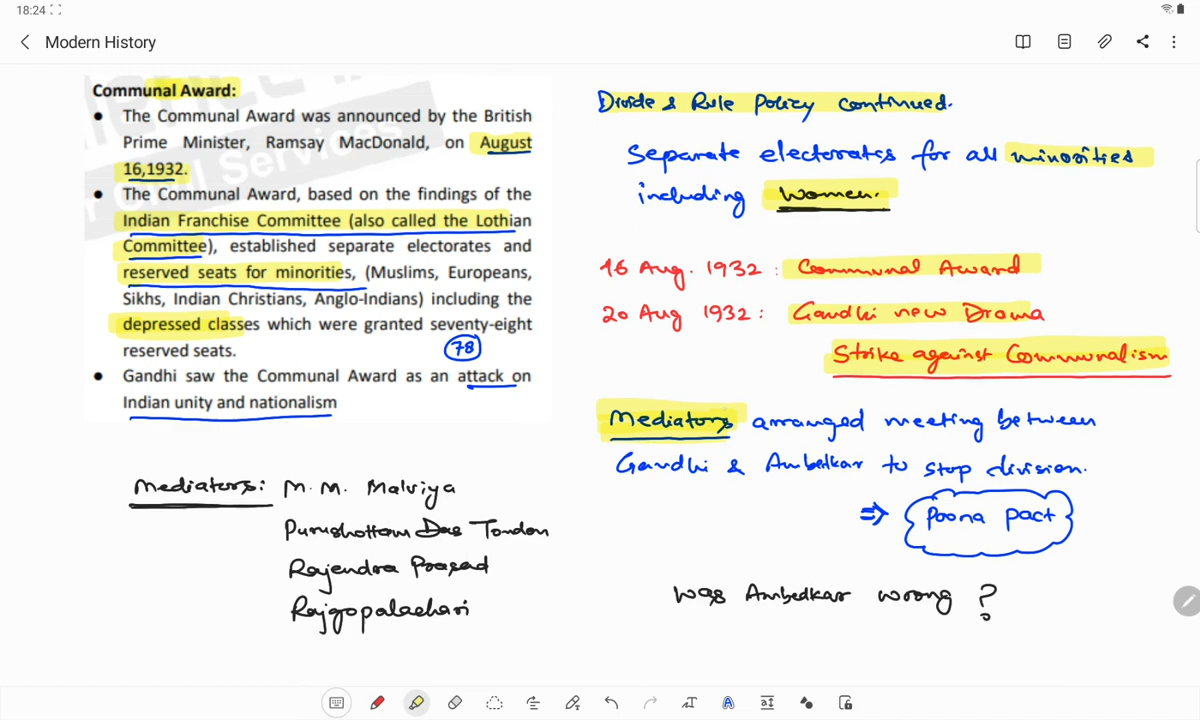 18:24
Modern History
Communal Award:
• The Communal Award was announced by the British
Prime Minister, Ramsay MacDonald, on August
16,1932.
• The Communal Award, based on the findings of the
Indian Franchise Committee (also called the Lothian
Committee), established separate electorates and
reserved seats for minorities, (Muslims, Europeans,
Sikhs, Indian Christians, Anglo-Indians) including the
depressed classes which were granted seventy-eight
reserved seats.
78
• Gandhi saw the Communal Award as an attack on
Indian unity and nationalism
Mediators: M. M. Malviya
Purushottam Das Tondon
Rajendra Prasad
Rajgopalachari
Divide & Rule Policy continued.
Separate electorates for all minorities
including women.
16 Aug. 1932 : Communal Award
20 Aug 1932 : Gandhi new Drama
Strike against Communalism
Mediators arranged meeting between
Gandhi & Ambedkar to stop division.
⇒ Poona pact
was Ambedkar wrong ?